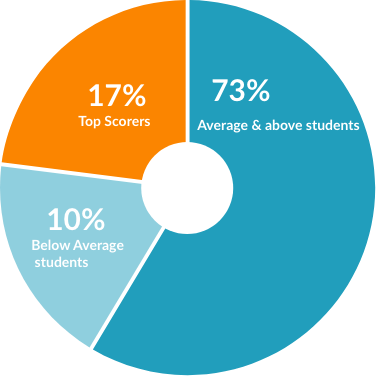 17%
Top Scorers
73%
Average & above students
10%
Below Average
students